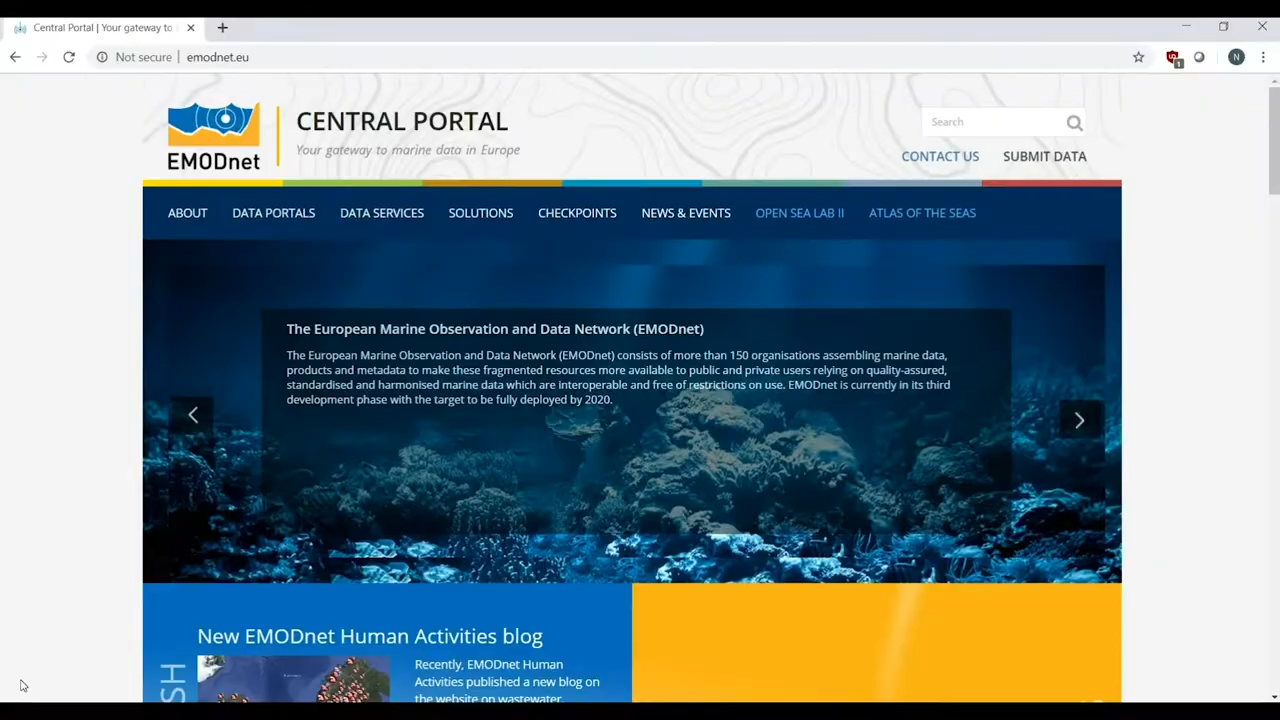 Central Portal | Your gateway to
Not secure | emodnet.eu
N
1
EMODnet
CENTRAL PORTAL
Your gateway to marine data in Europe
Search
CONTACT US SUBMIT DATA
ABOUT DATA PORTALS DATA SERVICES SOLUTIONS CHECKPOINTS NEWS & EVENTS OPEN SEA LAB II ATLAS OF THE SEAS
The European Marine Observation and Data Network (EMODnet)
The European Marine Observation and Data Network (EMODnet) consists of more than 150 organisations assembling marine data,
products and metadata to make these fragmented resources more available to public and private users relying on quality-assured,
standardised and harmonised marine data which are interoperable and free of restrictions on use. EMODnet is currently in its third
development phase with the target to be fully deployed by 2020.
New EMODnet Human Activities blog
Recently, EMODnet Human
Activities published a new blog on
the website on wastewater.
SH